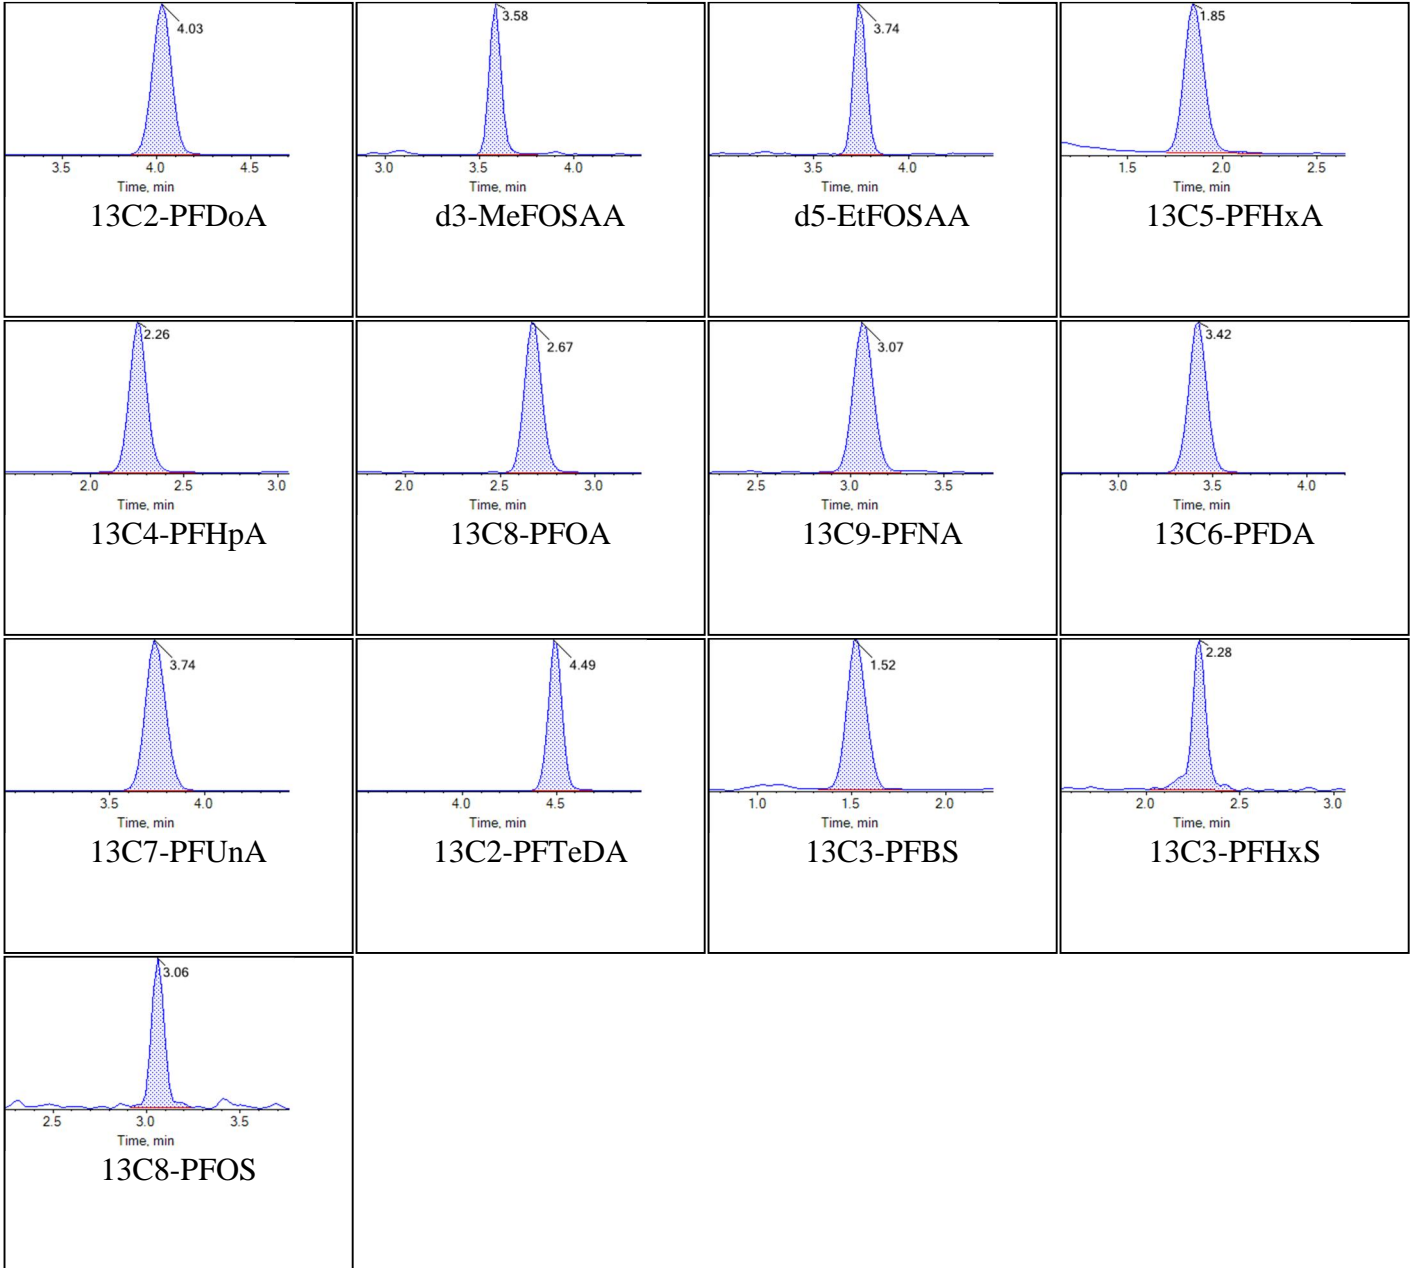 4.03
3.5 4.0 4.5
Time, min
13C2-PFDoA
3.58
3.0 3.5 4.0
Time, min
d3-MeFOSAA
3.74
3.5 4.0
Time, min
d5-EtFOSAA
1.85
1.5 2.0 2.5
Time, min
13C5-PFHxA
2.26
2.0 2.5 3.0
Time, min
13C4-PFHpA
2.67
2.0 2.5 3.0
Time, min
13C8-PFOA
3.07
2.5 3.0 3.5
Time, min
13C9-PFNA
3.42
3.0 3.5 4.0
Time, min
13C6-PFDA
3.74
3.5 4.0
Time, min
13C7-PFUnA
4.49
4.0 4.5
Time, min
13C2-PFTeDA
1.52
1.0 1.5 2.0
Time, min
13C3-PFBS
2.28
2.0 2.5 3.0
Time, min
13C3-PFHxS
3.06
2.5 3.0 3.5
Time, min
13C8-PFOS